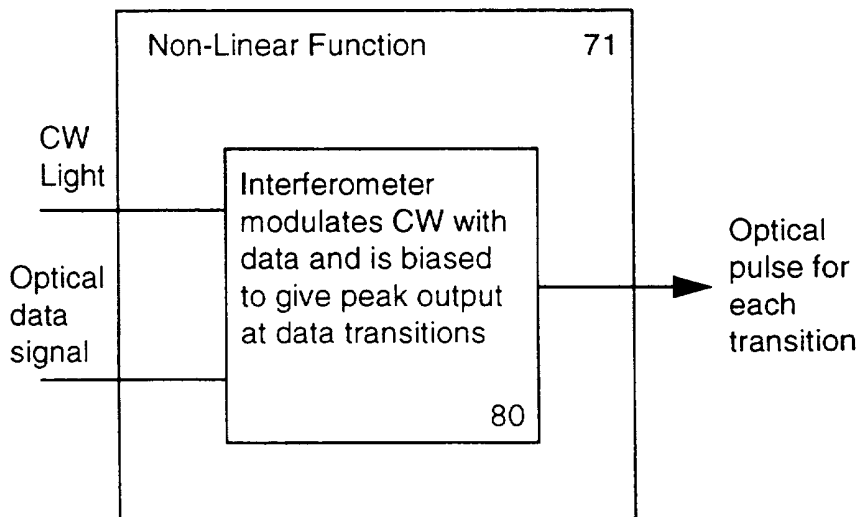 Non-Linear Function 71
CW
Light
Interferometer
modulates CW with
data and is biased
to give peak output
at data transitions
80
Optical
data
signal
Optical
pulse for
each
transition